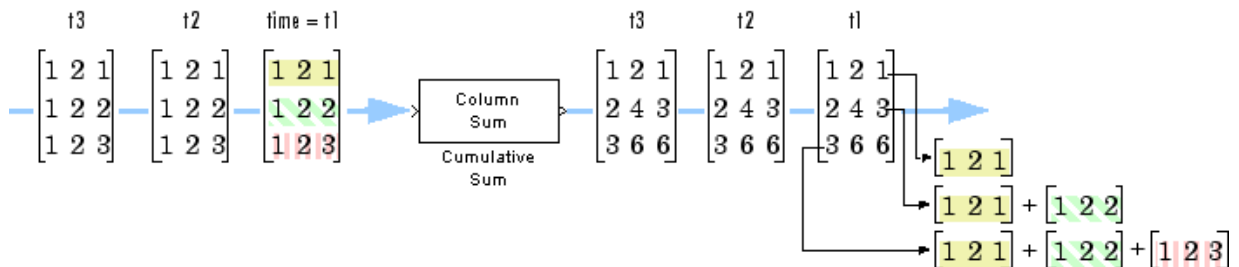 t3 t2 time = t1 t3 t2 t1
[1 2 1] [1 2 1] [1 2 1] [1 2 1] [1 2 1] [1 2 1]
[1 2 2] [1 2 2] [1 2 2] [2 4 3] [2 4 3] [2 4 3]
[1 2 3] [1 2 3] [1 2 3] [3 6 6] [3 6 6] [3 6 6]
Column
Sum
Cumulative
Sum
[1 2 1]
[1 2 1] + [1 2 2]
[1 2 1] + [1 2 2] + [1 2 3]